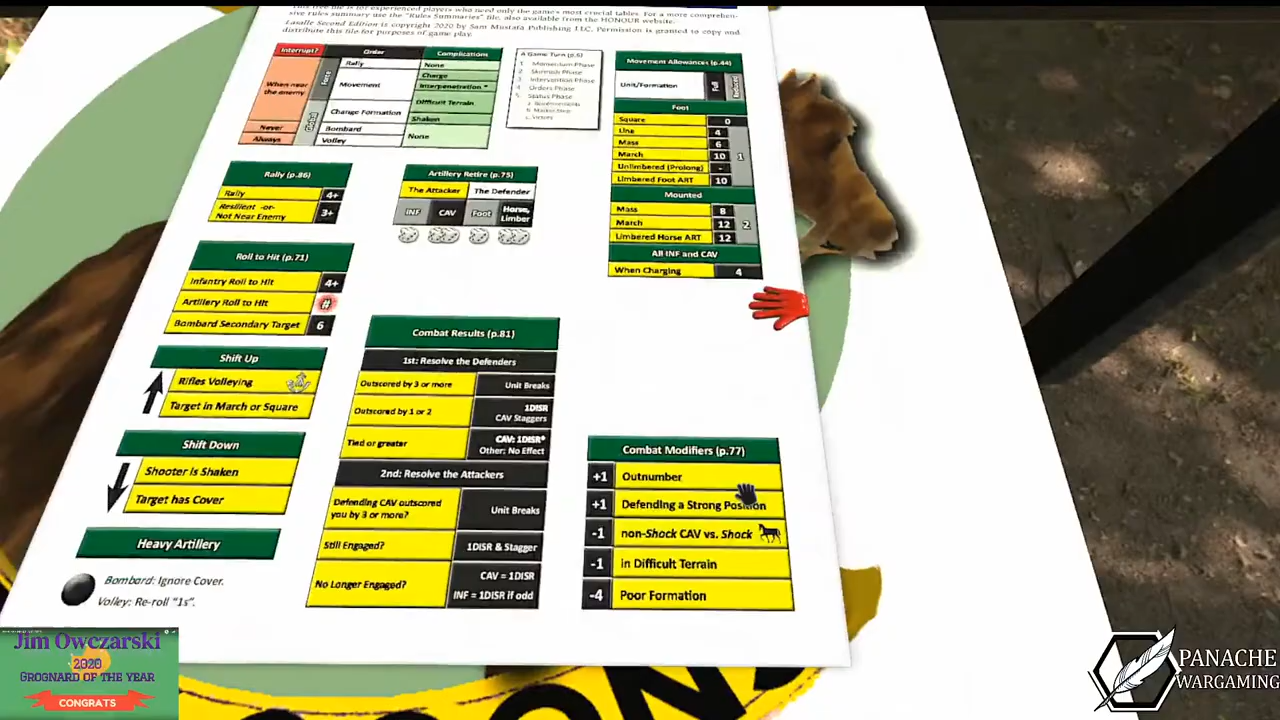 This free file is for experienced players who need only the game's most crucial tables. For a more comprehen-
sive rules summary use the "Rules Summaries" file, also available from the HONOUR website.
Lasalle Second Edition is copyright 2020 by Sam Mustafa Publishing LLC. Permission is granted to copy and
distribute this file for purposes of game play.
Interrupt? Order Complications
When near the enemy
Never
Always
Force
Rally None
Movement Charge
Interpenetration *
Difficult Terrain
Change Formation Shaken
Bombard None
Volley
A Game Turn (p.6)
1 Momentum Phase
2 Skirmish Phase
3 Intervention Phase
4 Orders Phase
5 Status Phase
Movement Allowances (p.44)
Unit/Formation Full
Foot
Square 0
Line 4
Mass 6
March 10
Unlimbered (Prolong) -
Limbered Foot ART 10
1
Mounted
Mass 8
March 12
Limbered Horse ART 12
2
All INF and CAV
When Charging 4
Rally (p.86)
Rally 4+
Resilient -or-
Not Near Enemy 3+
Artillery Retire (p.75)
The Attacker The Defender
INF CAV Foot Horse, Limber
Roll to Hit (p.71)
Infantry Roll to Hit 4+
Artillery Roll to Hit #
Bombard Secondary Target 6
Shift Up
Rifles Volleying
Target in March or Square
Shift Down
Shooter is Shaken
Target has Cover
Heavy Artillery
Bombard: Ignore Cover.
Volley: Re-roll "1s".
Combat Results (p.81)
1st: Resolve the Defenders
Outscored by 3 or more Unit Breaks
Outscored by 1 or 2 1DISR
CAV Staggers
Tied or greater CAV: 1DISR*
Other: No Effect
2nd: Resolve the Attackers
Defending CAV outscored
you by 3 or more? Unit Breaks
Still Engaged? 1DISR & Stagger
No Longer Engaged? CAV = 1DISR
INF = 1DISR if odd
Combat Modifiers (p.77)
+1 Outnumber
+1 Defending a Strong Position
-1 non-Shock CAV vs. Shock
-1 in Difficult Terrain
-4 Poor Formation
Jim Owczarski
2020
GROGNARD OF THE YEAR
CONGRATS
PANACHE
WARGAMING